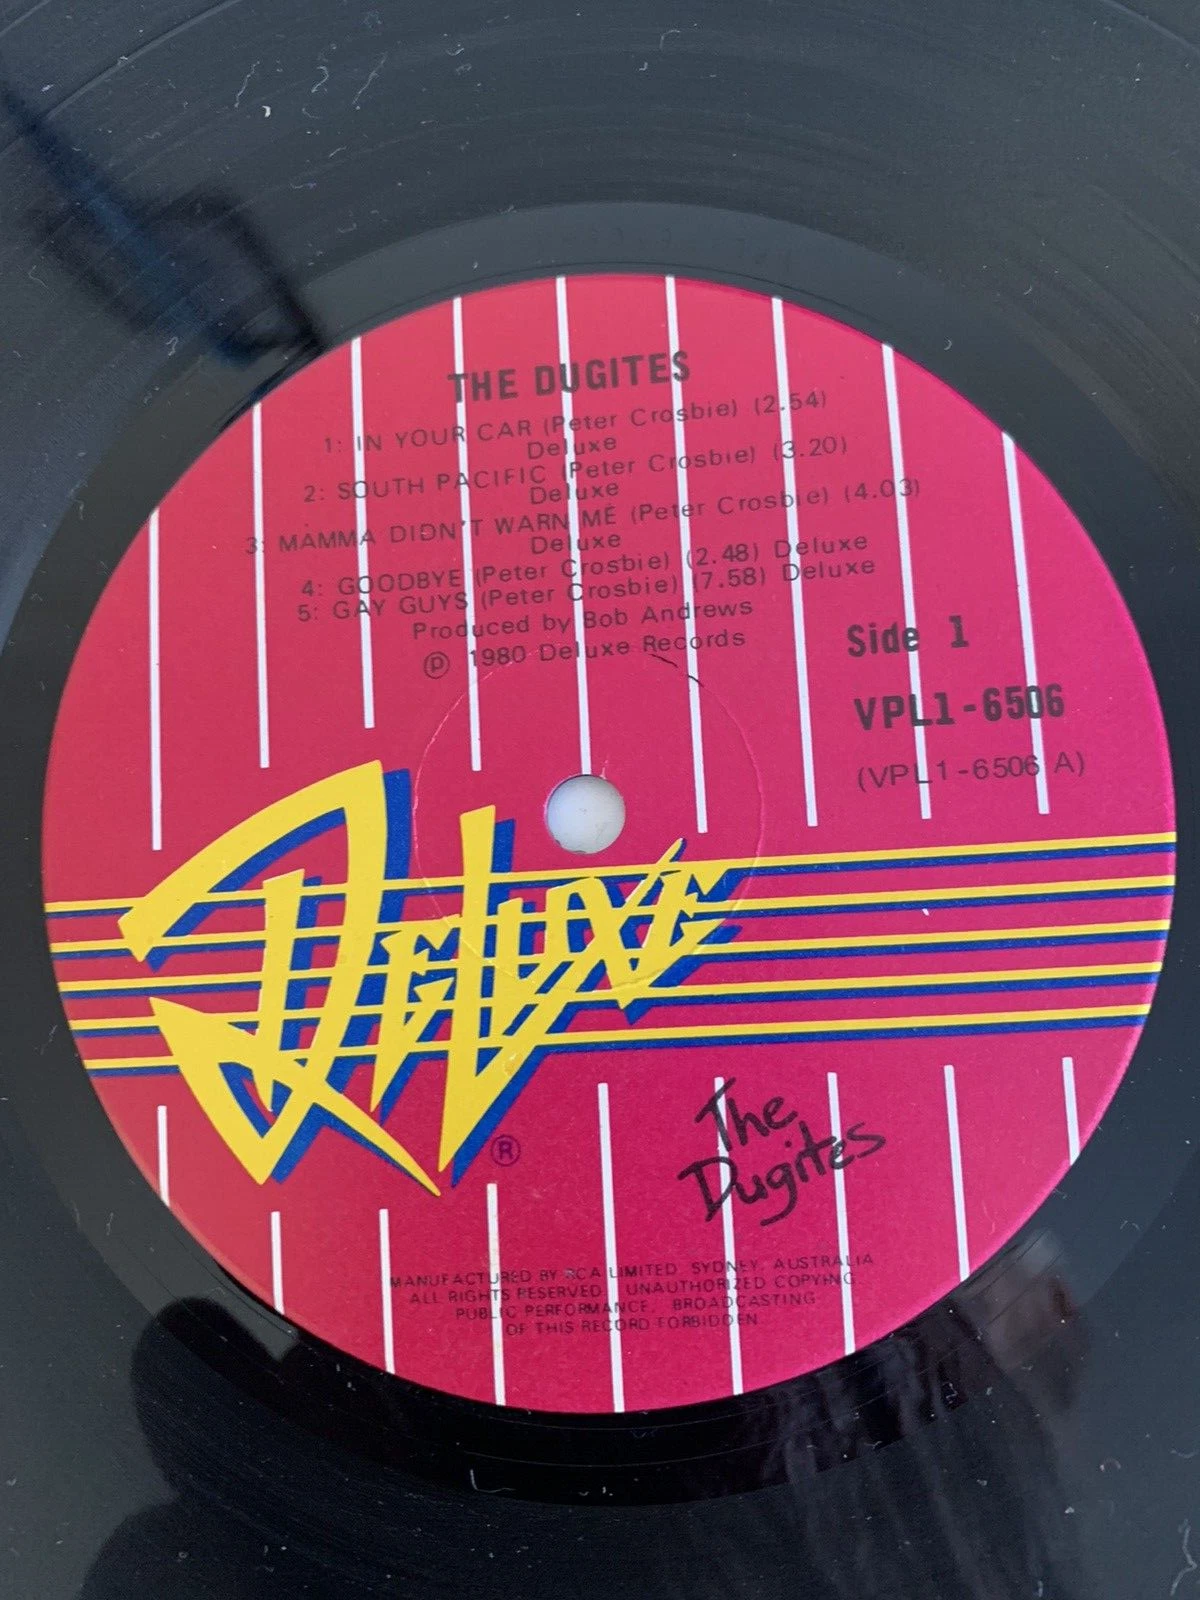 THE DUGITES
1: IN YOUR CAR (Peter Crosbie) (2.54)
Deluxe
2: SOUTH PACIFIC (Peter Crosbie) (3.20)
Deluxe
3: MAMMA DIDN'T WARN ME (Peter Crosbie) (4.03)
Deluxe
4: GOODBYE (Peter Crosbie) (2.48) Deluxe
5: GAY GUYS (Peter Crosbie) (7.58) Deluxe
Produced by Bob Andrews
℗ 1980 Deluxe Records
Side 1
VPL1-6506
(VPL1-6506 A)
Deluxe
®
The
Dugites
MANUFACTURED BY RCA LIMITED, SYDNEY, AUSTRALIA
ALL RIGHTS RESERVED. UNAUTHORIZED COPYING
PUBLIC PERFORMANCE, BROADCASTING
OF THIS RECORD FORBIDDEN